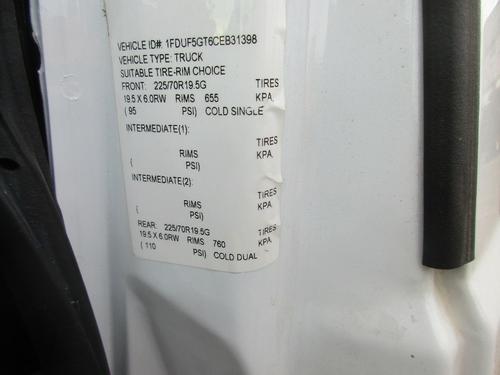 VEHICLE ID#: 1FDUF5GT6CEB31398
VEHICLE TYPE: TRUCK
SUITABLE TIRE-RIM CHOICE
FRONT: 225/70R19.5G TIRES
19.5 X 6.0RW RIMS 655 KPA,
( 95 PSI) COLD SINGLE
INTERMEDIATE(1):
TIRES
RIMS KPA,
( PSI)
INTERMEDIATE(2):
TIRES
RIMS KPA,
( PSI)
REAR: 225/70R19.5G TIRES
19.5 X 6.0RW RIMS 760 KPA,
( 110 PSI) COLD DUAL